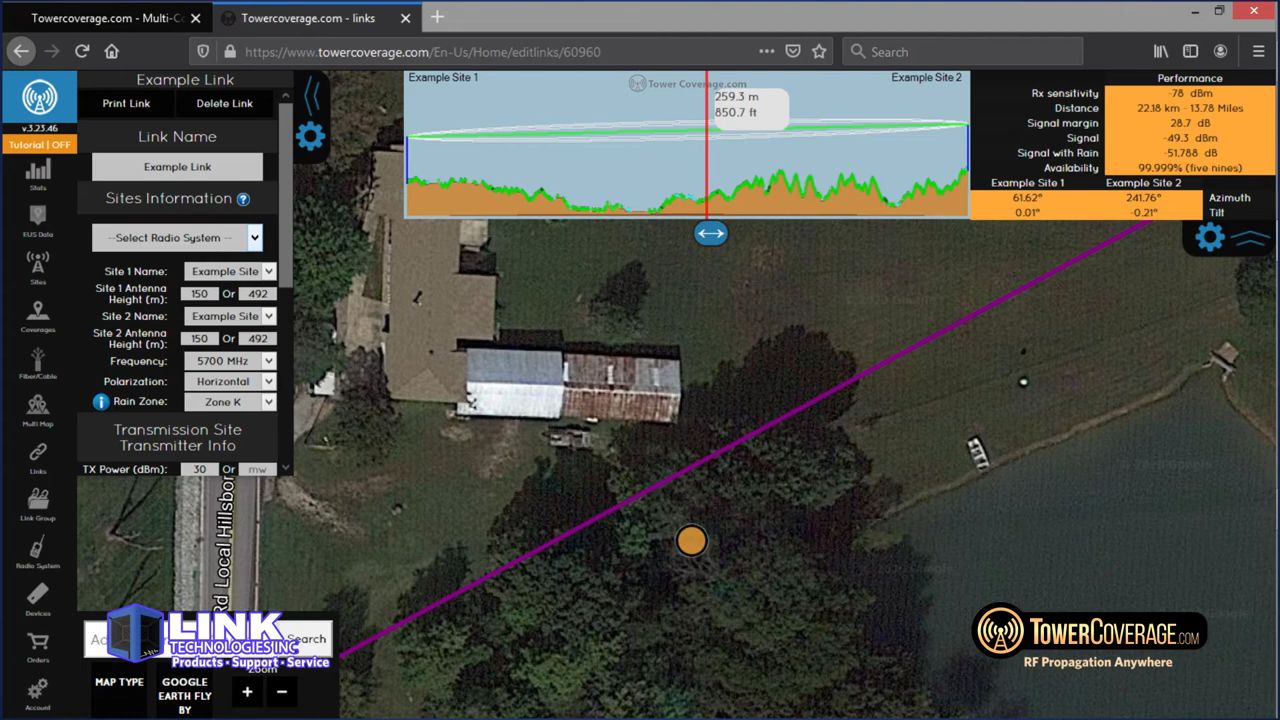 Towercoverage.com - Multi-Co
Towercoverage.com - links
https://www.towercoverage.com/En-Us/Home/editlinks/60960
Search
v.3.23.46
Tutorial | OFF
Stats
EUS Data
Sites
Coverages
Fiber/Cable
Multi Map
Links
Link Group
Radio System
Devices
Orders
Account
Example Link
Print Link
Delete Link
Link Name
Example Link
Sites Information ?
--Select Radio System --
Site 1 Name: Example Site
Site 1 Antenna
Height (m): 150 Or 492
Site 2 Name: Example Site
Site 2 Antenna
Height (m): 150 Or 492
Frequency: 5700 MHz
Polarization: Horizontal
i Rain Zone: Zone K
Transmission Site
Transmitter Info
TX Power (dBm): 30 Or mw
Example Site 1
Tower Coverage.com
Example Site 2
259.3 m
850.7 ft
Performance
Rx sensitivity -78 dBm
Distance 22.18 km - 13.78 Miles
Signal margin 28.7 dB
Signal -49.3 dBm
Signal with Rain -51.788 dB
Availability 99.999% (five nines)
Example Site 1 Example Site 2
61.62° 241.76° Azimuth
0.01° -0.21° Tilt
Rd Local Hillsbor
Ad
Search
LINK
TECHNOLOGIES INC
Products · Support · Service
Zoom
MAP TYPE
GOOGLE
EARTH FLY
BY
+
−
TOWERCOVERAGE.COM
RF Propagation Anywhere